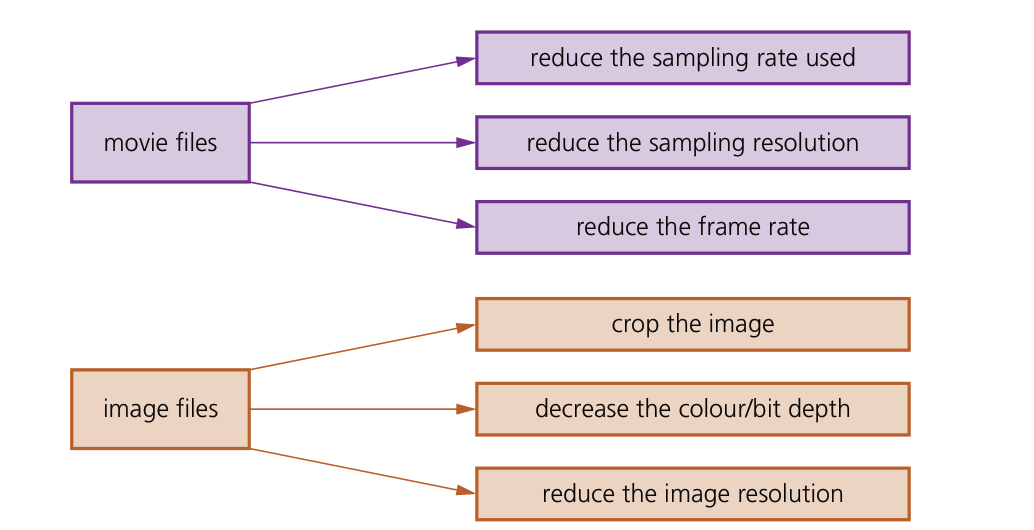 movie files
reduce the sampling rate used
reduce the sampling resolution
reduce the frame rate
image files
crop the image
decrease the colour/bit depth
reduce the image resolution